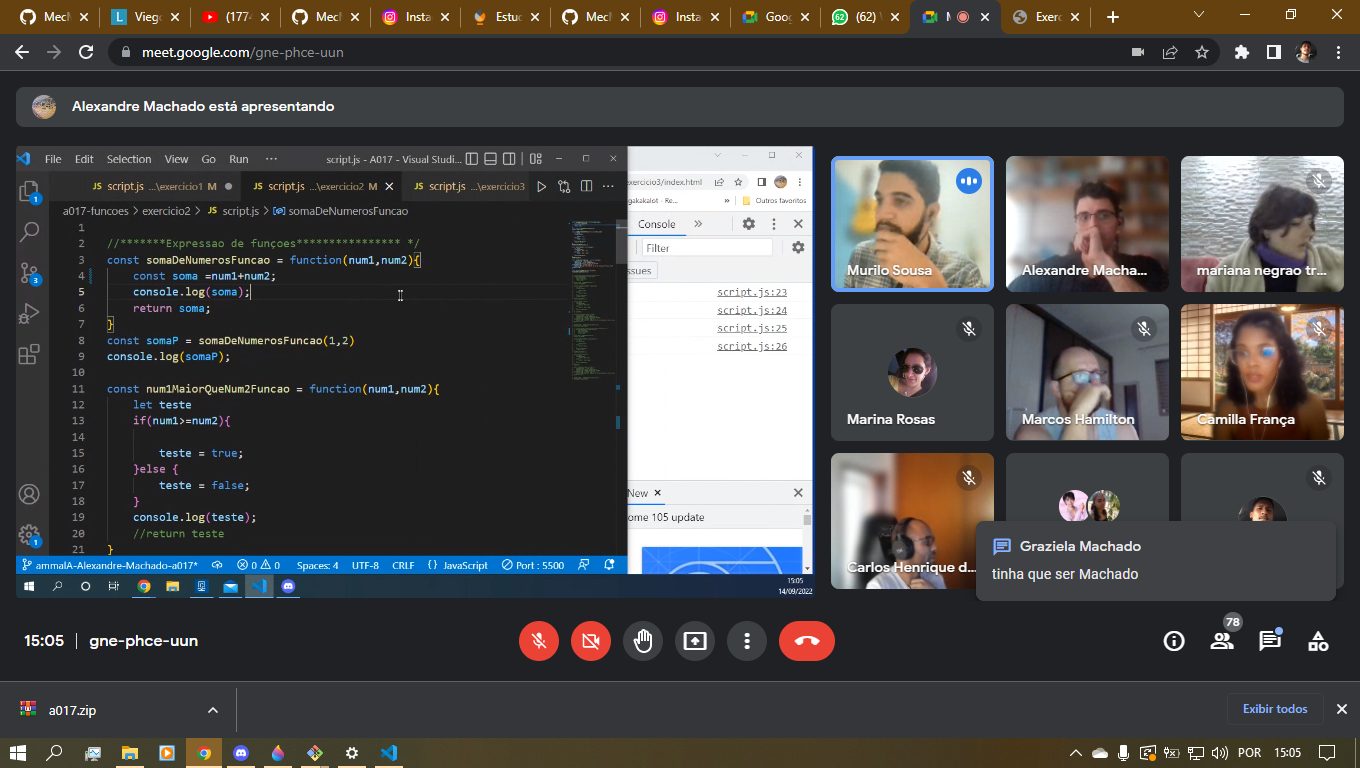 Mecl
Vieg
(177
Mecl
Insta
Estuc
Mecl
Insta
Goog
62
(62) \
Exerc
meet.google.com/gne-phce-uun
Alexandre Machado está apresentando
File Edit Selection View Go Run ··· script.js - A017 - Visual Studi...
script.js ...\exercicio1 M script.js ...\exercicio2 M script.js ...\exercicio3
a017-funcoes > exercicio2 > JS script.js > somaDeNumerosFuncao
1
2 //*******Expressao de funçoes**************** */
3 const somaDeNumerosFuncao = function(num1,num2){
4 const soma =num1+num2;
5 console.log(soma);
6 return soma;
7 }
8 const somaP = somaDeNumerosFuncao(1,2)
9 console.log(somaP);
10
11 const num1MaiorQueNum2Funcao = function(num1,num2){
12 let teste
13 if(num1>=num2){
14
15 teste = true;
16 }else {
17 teste = false;
18 }
19 console.log(teste);
20 //return teste
21 }
ammalA-Alexandre-Machado-a017* 0 0 Spaces: 4 UTF-8 CRLF {} JavaScript Port : 5500
exercicio3/index.html
gakakalot - Re... » Outros favoritos
Console »
Filter
ssues
script.js:23
script.js:24
script.js:25
script.js:26
New
ome 105 update
15:05
14/09/2022
Murilo Sousa
Alexandre Macha...
mariana negrao tr...
Marina Rosas
Marcos Hamilton
Camilla França
Carlos Henrique d...
Graziela Machado
tinha que ser Machado
15:05 | gne-phce-uun
78
a017.zip
Exibir todos
POR 15:05